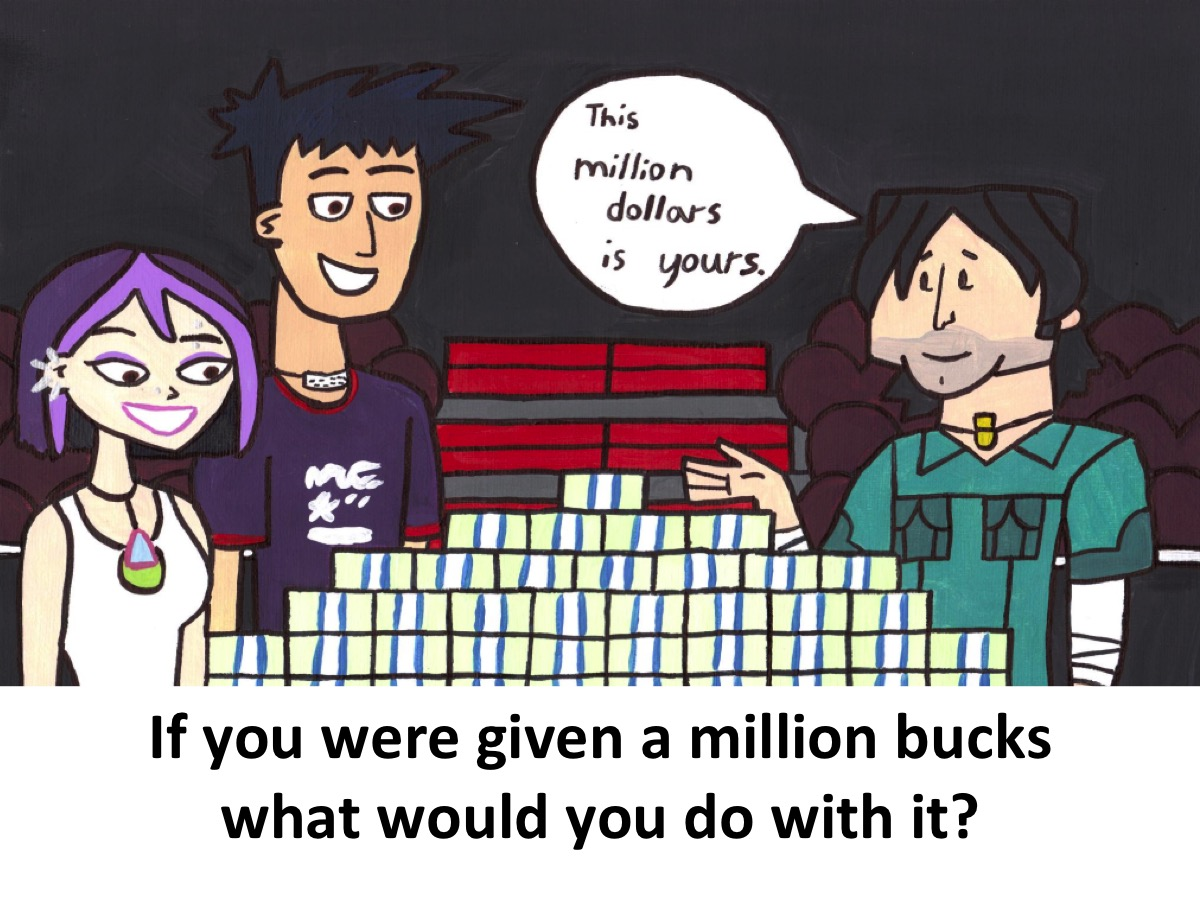 This
million
dollars
is yours.
If you were given a million bucks
what would you do with it?